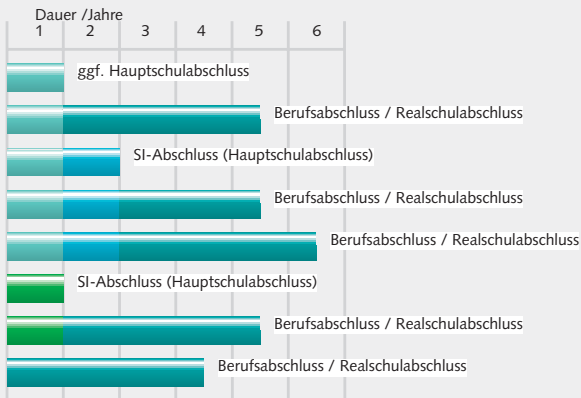 Dauer /Jahre
1 2 3 4 5 6
ggf. Hauptschulabschluss
Berufsabschluss / Realschulabschluss
SI-Abschluss (Hauptschulabschluss)
Berufsabschluss / Realschulabschluss
Berufsabschluss / Realschulabschluss
SI-Abschluss (Hauptschulabschluss)
Berufsabschluss / Realschulabschluss
Berufsabschluss / Realschulabschluss